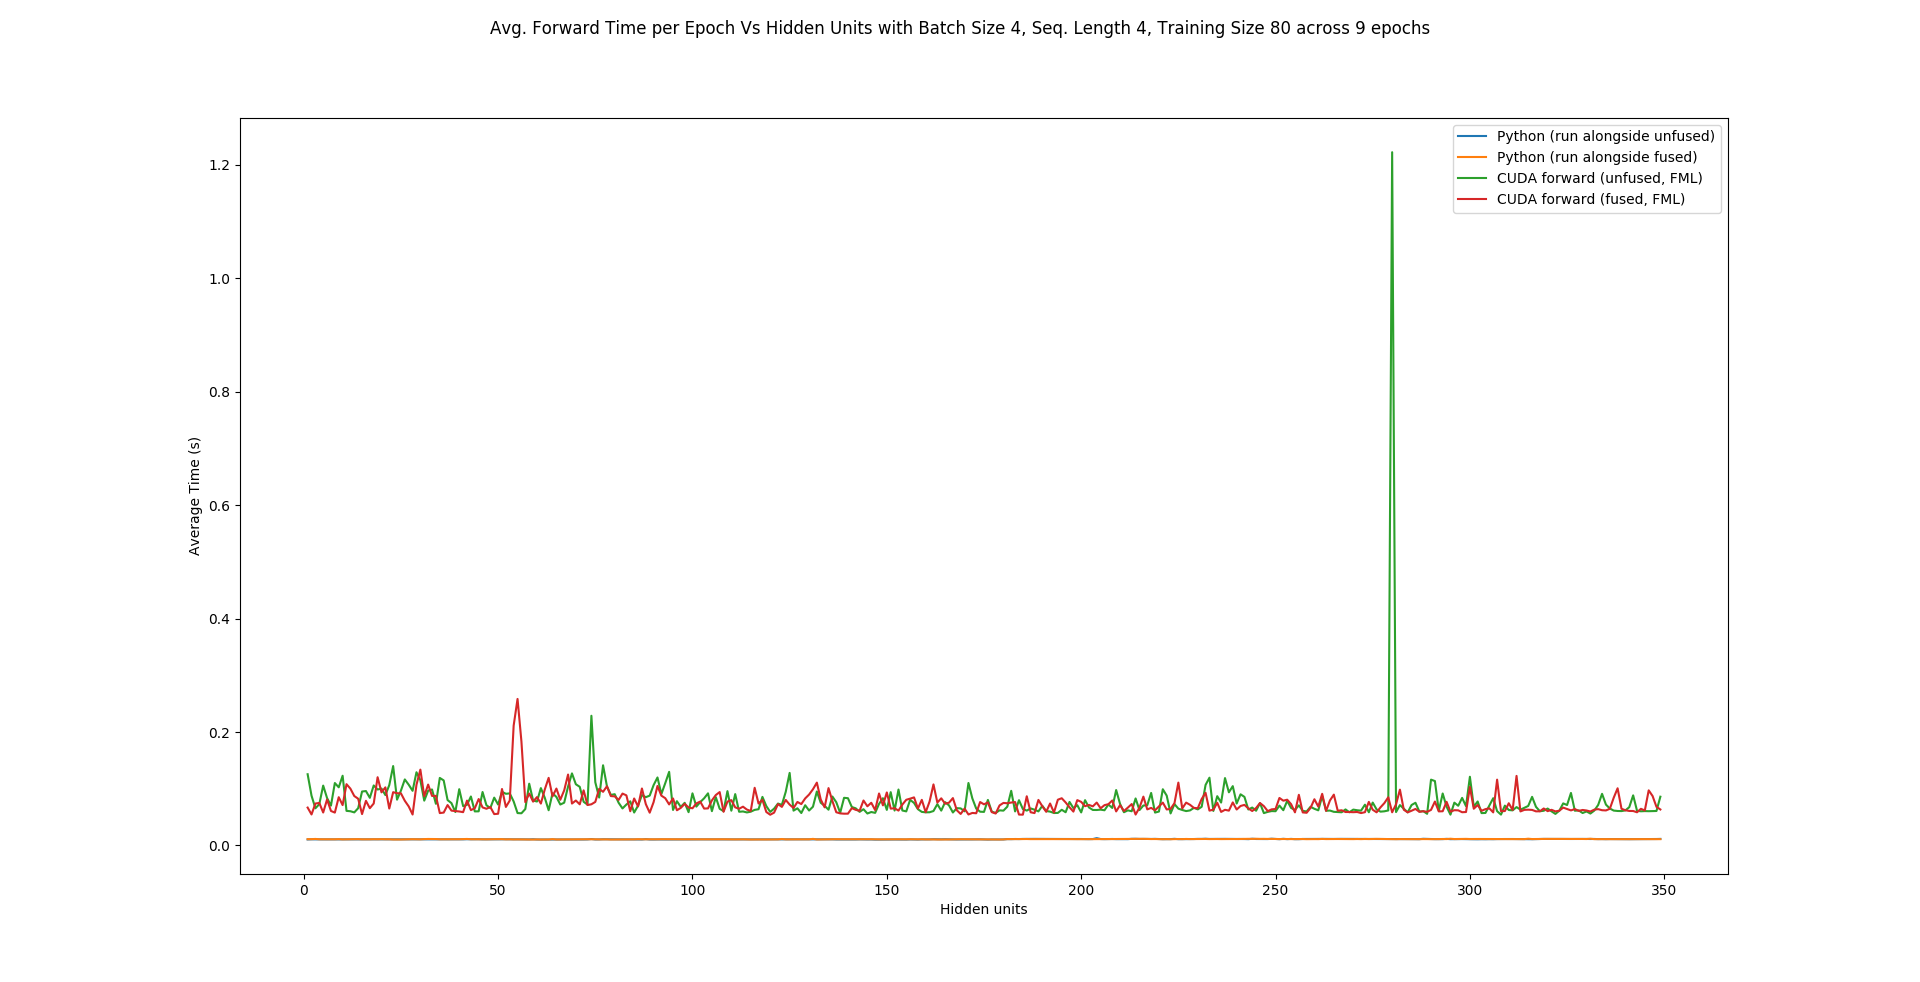 Avg. Forward Time per Epoch Vs Hidden Units with Batch Size 4, Seq. Length 4, Training Size 80 across 9 epochs
Python (run alongside unfused)
Python (run alongside fused)
CUDA forward (unfused, FML)
CUDA forward (fused, FML)
1.2
1.0
0.8
0.6
0.4
0.2
0.0
Average Time (s)
0 50 100 150 200 250 300 350
Hidden units